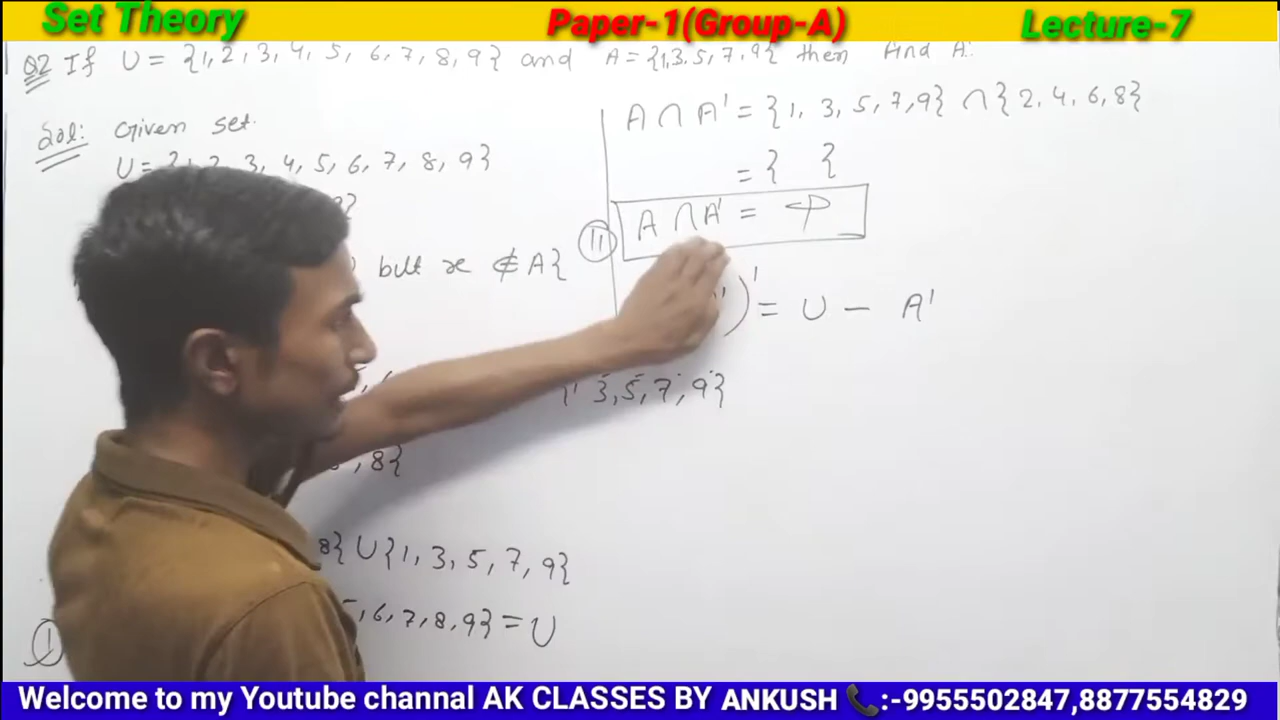 Set Theory Paper-1(Group-A) Lecture-7
Q2 If U = {1, 2, 3, 4, 5, 6, 7, 8, 9} and A = {1,3,5,7,9} then find A'.
Sol: Given set
U = {1, 2, 3, 4, 5, 6, 7, 8, 9}
but x ∉ A}
, 8}
8} U {1, 3, 5, 7, 9}
5, 6, 7, 8, 9} = U
①
A ∩ A' = {1, 3, 5, 7, 9} ∩ {2, 4, 6, 8}
= { }
⑪ A ∩ A' = φ
)' = U - A'
3, 5, 7, 9}
Welcome to my Youtube channal AK CLASSES BY ANKUSH 📞:-9955502847,8877554829